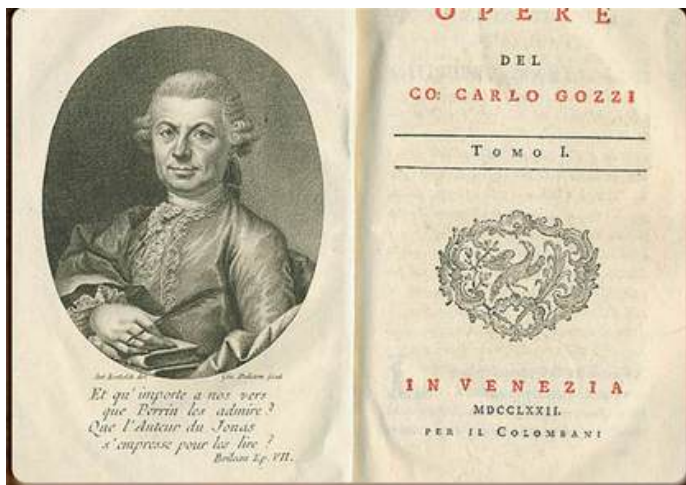 Et qu'importe a nos vers
que Perrin les admire?
Que l'Auteur du Jonas
s'empresse pour les lire?
Boileau Ep. VII.
OPERE
DEL
CO: CARLO GOZZI
TOMO I.
IN VENEZIA
MDCCLXXII.
PER IL COLOMBANI